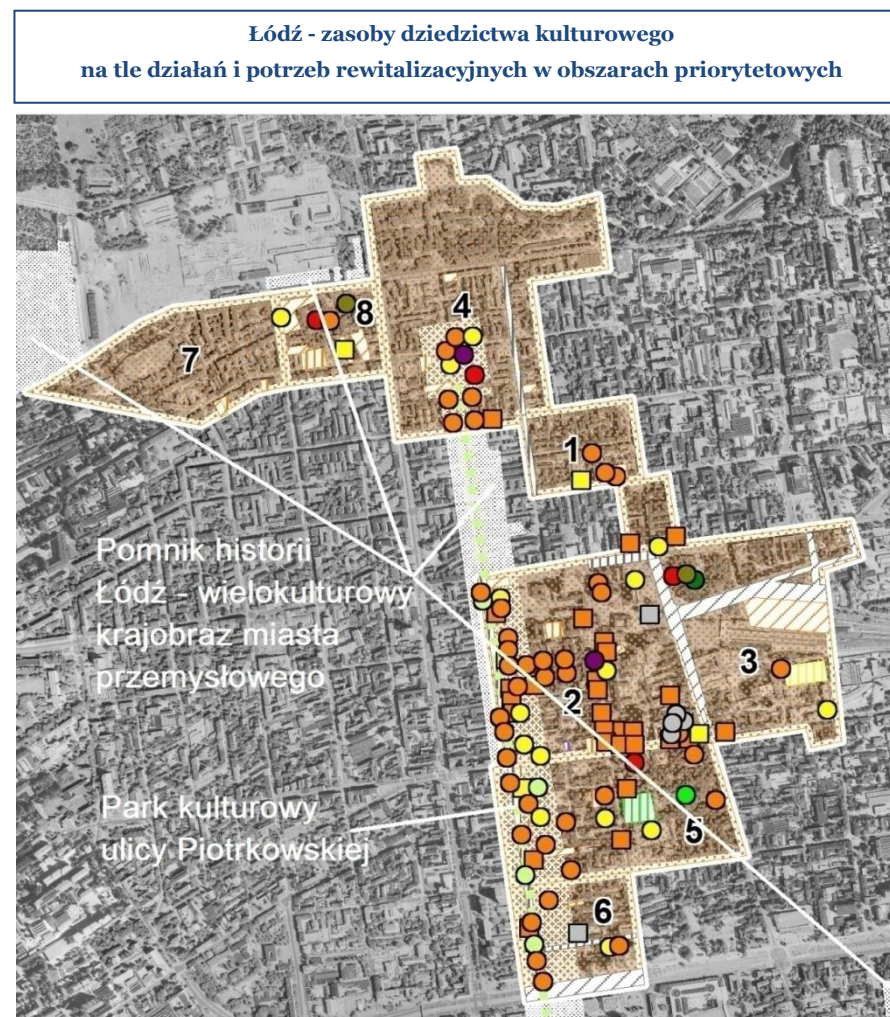 Łódź - zasoby dziedzictwa kulturowego
na tle działań i potrzeb rewitalizacyjnych w obszarach priorytetowych
4
8
7
1
Pomnik historii
Łódź - wielokulturowy
krajobraz miasta
przemysłowego
3
2
Park kulturowy
ulicy Piotrkowskiej
5
6